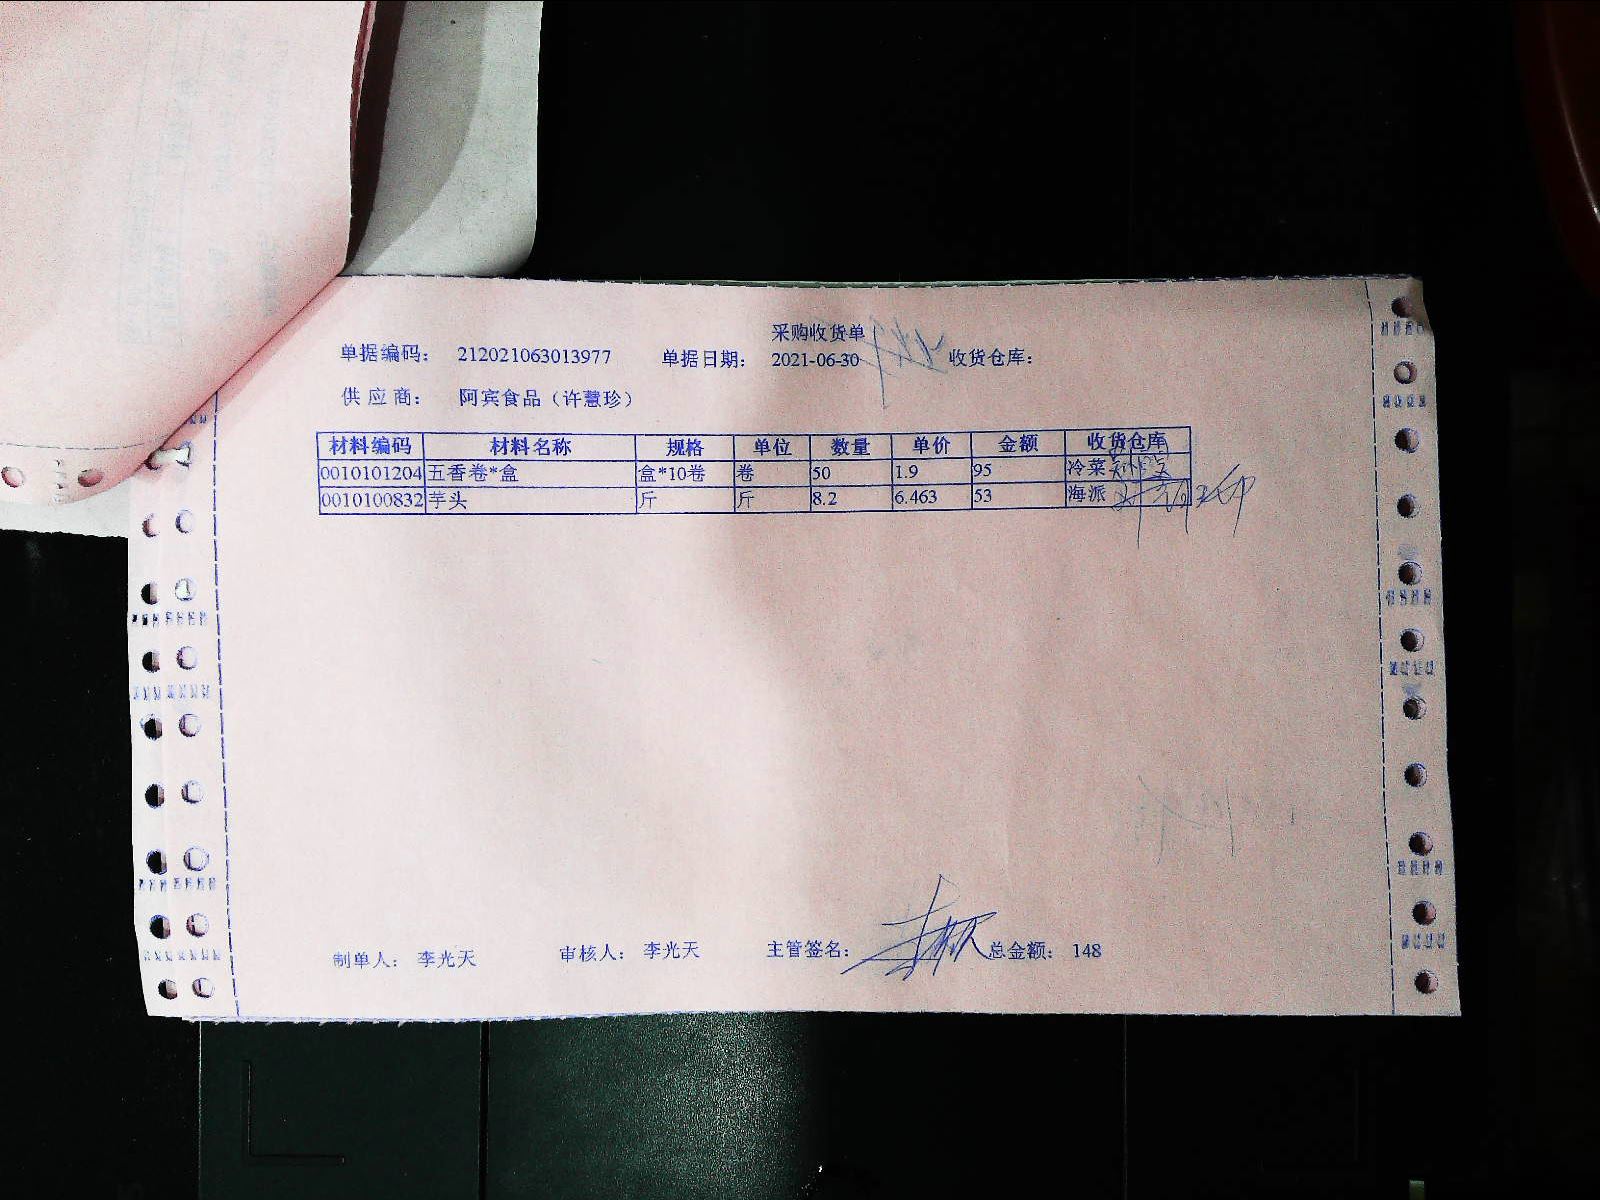 采购收货单
单据编码： 212021063013977 单据日期： 2021-06-30 收货仓库：
供 应 商： 阿宾食品（许慧珍）
材料编码 材料名称 规格 单位 数量 单价 金额 收货仓库
0010101204 五香卷*盒 盒*10卷 卷 50 1.9 95 冷菜
0010100832 芋头 斤 斤 8.2 6.463 53 海派
制单人： 李光天 审核人： 李光天 主管签名： 总金额： 148